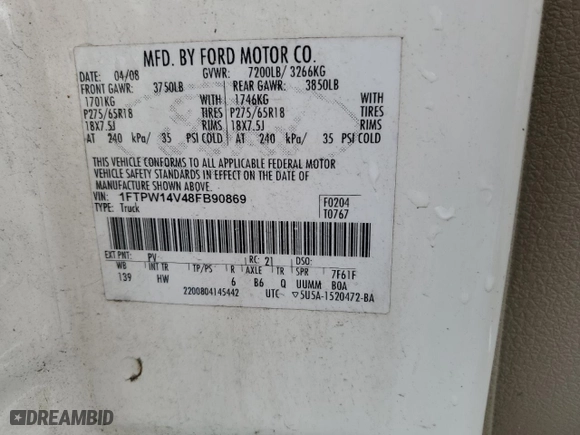 MFD. BY FORD MOTOR CO.
DATE: 04/08 GVWR: 7200LB/ 3266KG
FRONT GAWR: 3750LB REAR GAWR: 3850LB
1701KG WITH 1746KG WITH
P275/65R18 TIRES P275/65R18 TIRES
18X7.5J RIMS 18X7.5J RIMS
AT 240 kPa/ 35 PSI COLD AT 240 kPa/ 35 PSI COLD
THIS VEHICLE CONFORMS TO ALL APPLICABLE FEDERAL MOTOR
VEHICLE SAFETY STANDARDS IN EFFECT ON THE DATE OF
MANUFACTURE SHOWN ABOVE.
VIN: 1FTPW14V48FB90869 F0204
TYPE: Truck T0767
EXT PNT: PV RC: 21 DSO:
WB INT TR TP/PS R AXLE TR SPR 7F61F
139 HW 6 B6 Q UUMM BOA
2200804145442 UTC ▽5U5A-1520472-BA
DREAMBID